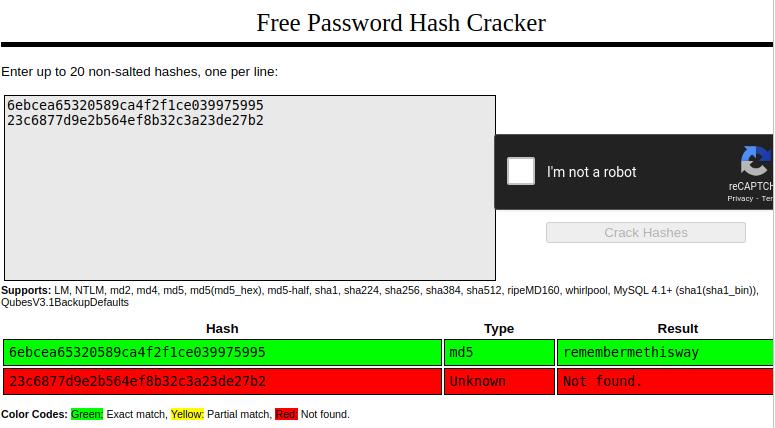 Free Password Hash Cracker
Enter up to 20 non-salted hashes, one per line:
6ebcea65320589ca4f2f1ce039975995
23c6877d9e2b564ef8b32c3a23de27b2
I'm not a robot
reCAPTCH
Privacy - Ter
Crack Hashes
Supports: LM, NTLM, md2, md4, md5, md5(md5_hex), md5-half, sha1, sha224, sha256, sha384, sha512, ripeMD160, whirlpool, MySQL 4.1+ (sha1(sha1_bin)),
QubesV3.1BackupDefaults
Hash Type Result
6ebcea65320589ca4f2f1ce039975995 md5 remembermethisway
23c6877d9e2b564ef8b32c3a23de27b2 Unknown Not found.
Color Codes: Green: Exact match, Yellow: Partial match, Red: Not found.